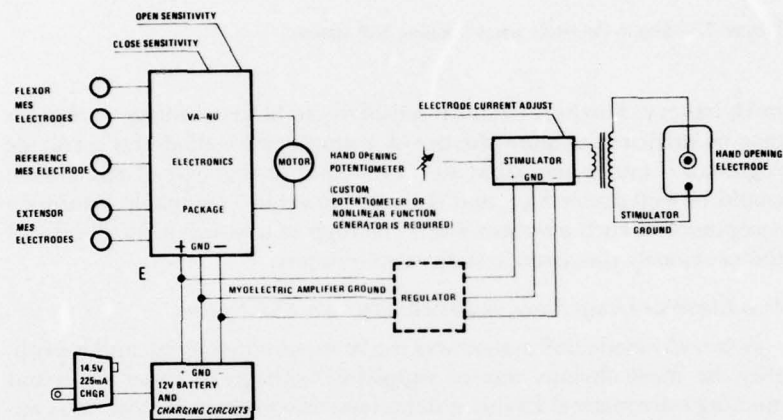 OPEN SENSITIVITY
CLOSE SENSITIVITY
FLEXOR
MES
ELECTRODES
REFERENCE
MES ELECTRODE
EXTENSOR
MES
ELECTRODES
VA-NU
ELECTRONICS
PACKAGE
+ GND −
MOTOR
HAND OPENING
POTENTIOMETER
(CUSTOM
POTENTIOMETER OR
NONLINEAR FUNCTION
GENERATOR IS REQUIRED)
ELECTRODE CURRENT ADJUST
STIMULATOR
+ GND −
HAND OPENING
ELECTRODE
STIMULATOR
GROUND
E
MYOELECTRIC AMPLIFIER GROUND
REGULATOR
14.5V
225mA
CHGR
+ GND −
12V BATTERY
AND
CHARGING CIRCUITS